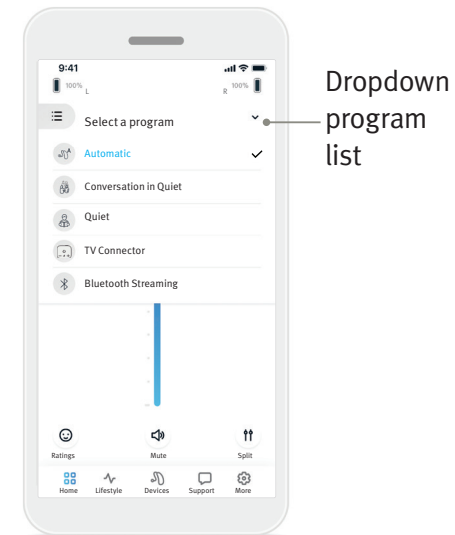 9:41
100% L
R 100%
Select a program
Automatic
Conversation in Quiet
Quiet
TV Connector
Bluetooth Streaming
Ratings Mute Split
Home Lifestyle Devices Support More
Dropdown
program
list